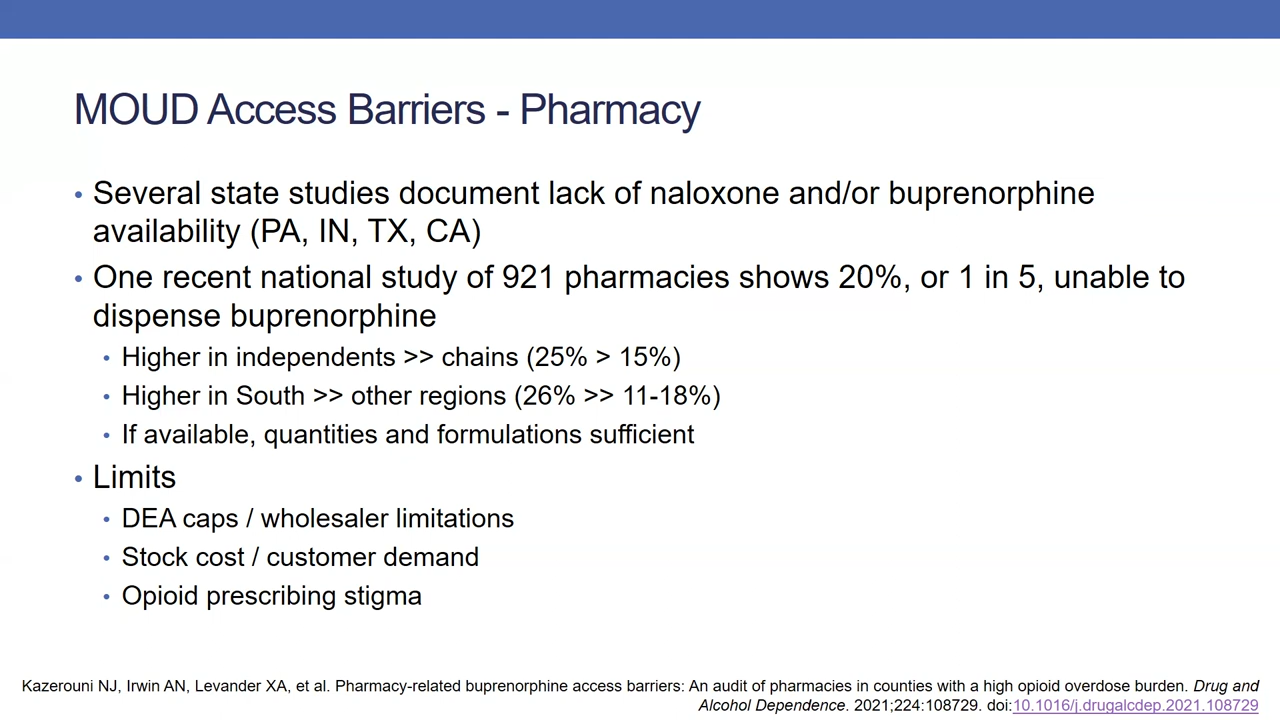 MOUD Access Barriers - Pharmacy
• Several state studies document lack of naloxone and/or buprenorphine
availability (PA, IN, TX, CA)
• One recent national study of 921 pharmacies shows 20%, or 1 in 5, unable to
dispense buprenorphine
• Higher in independents >> chains (25% > 15%)
• Higher in South >> other regions (26% >> 11-18%)
• If available, quantities and formulations sufficient
• Limits
• DEA caps / wholesaler limitations
• Stock cost / customer demand
• Opioid prescribing stigma
Kazerouni NJ, Irwin AN, Levander XA, et al. Pharmacy-related buprenorphine access barriers: An audit of pharmacies in counties with a high opioid overdose burden. Drug and
Alcohol Dependence. 2021;224:108729. doi:10.1016/j.drugalcdep.2021.108729